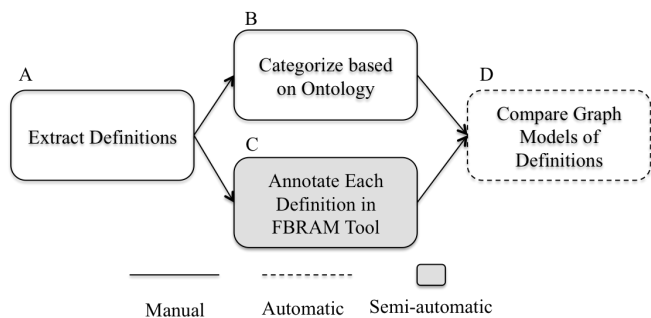 A
Extract Definitions
B
Categorize based
on Ontology
C
Annotate Each
Definition in
FBRAM Tool
D
Compare Graph
Models of
Definitions
Manual
Automatic
Semi-automatic